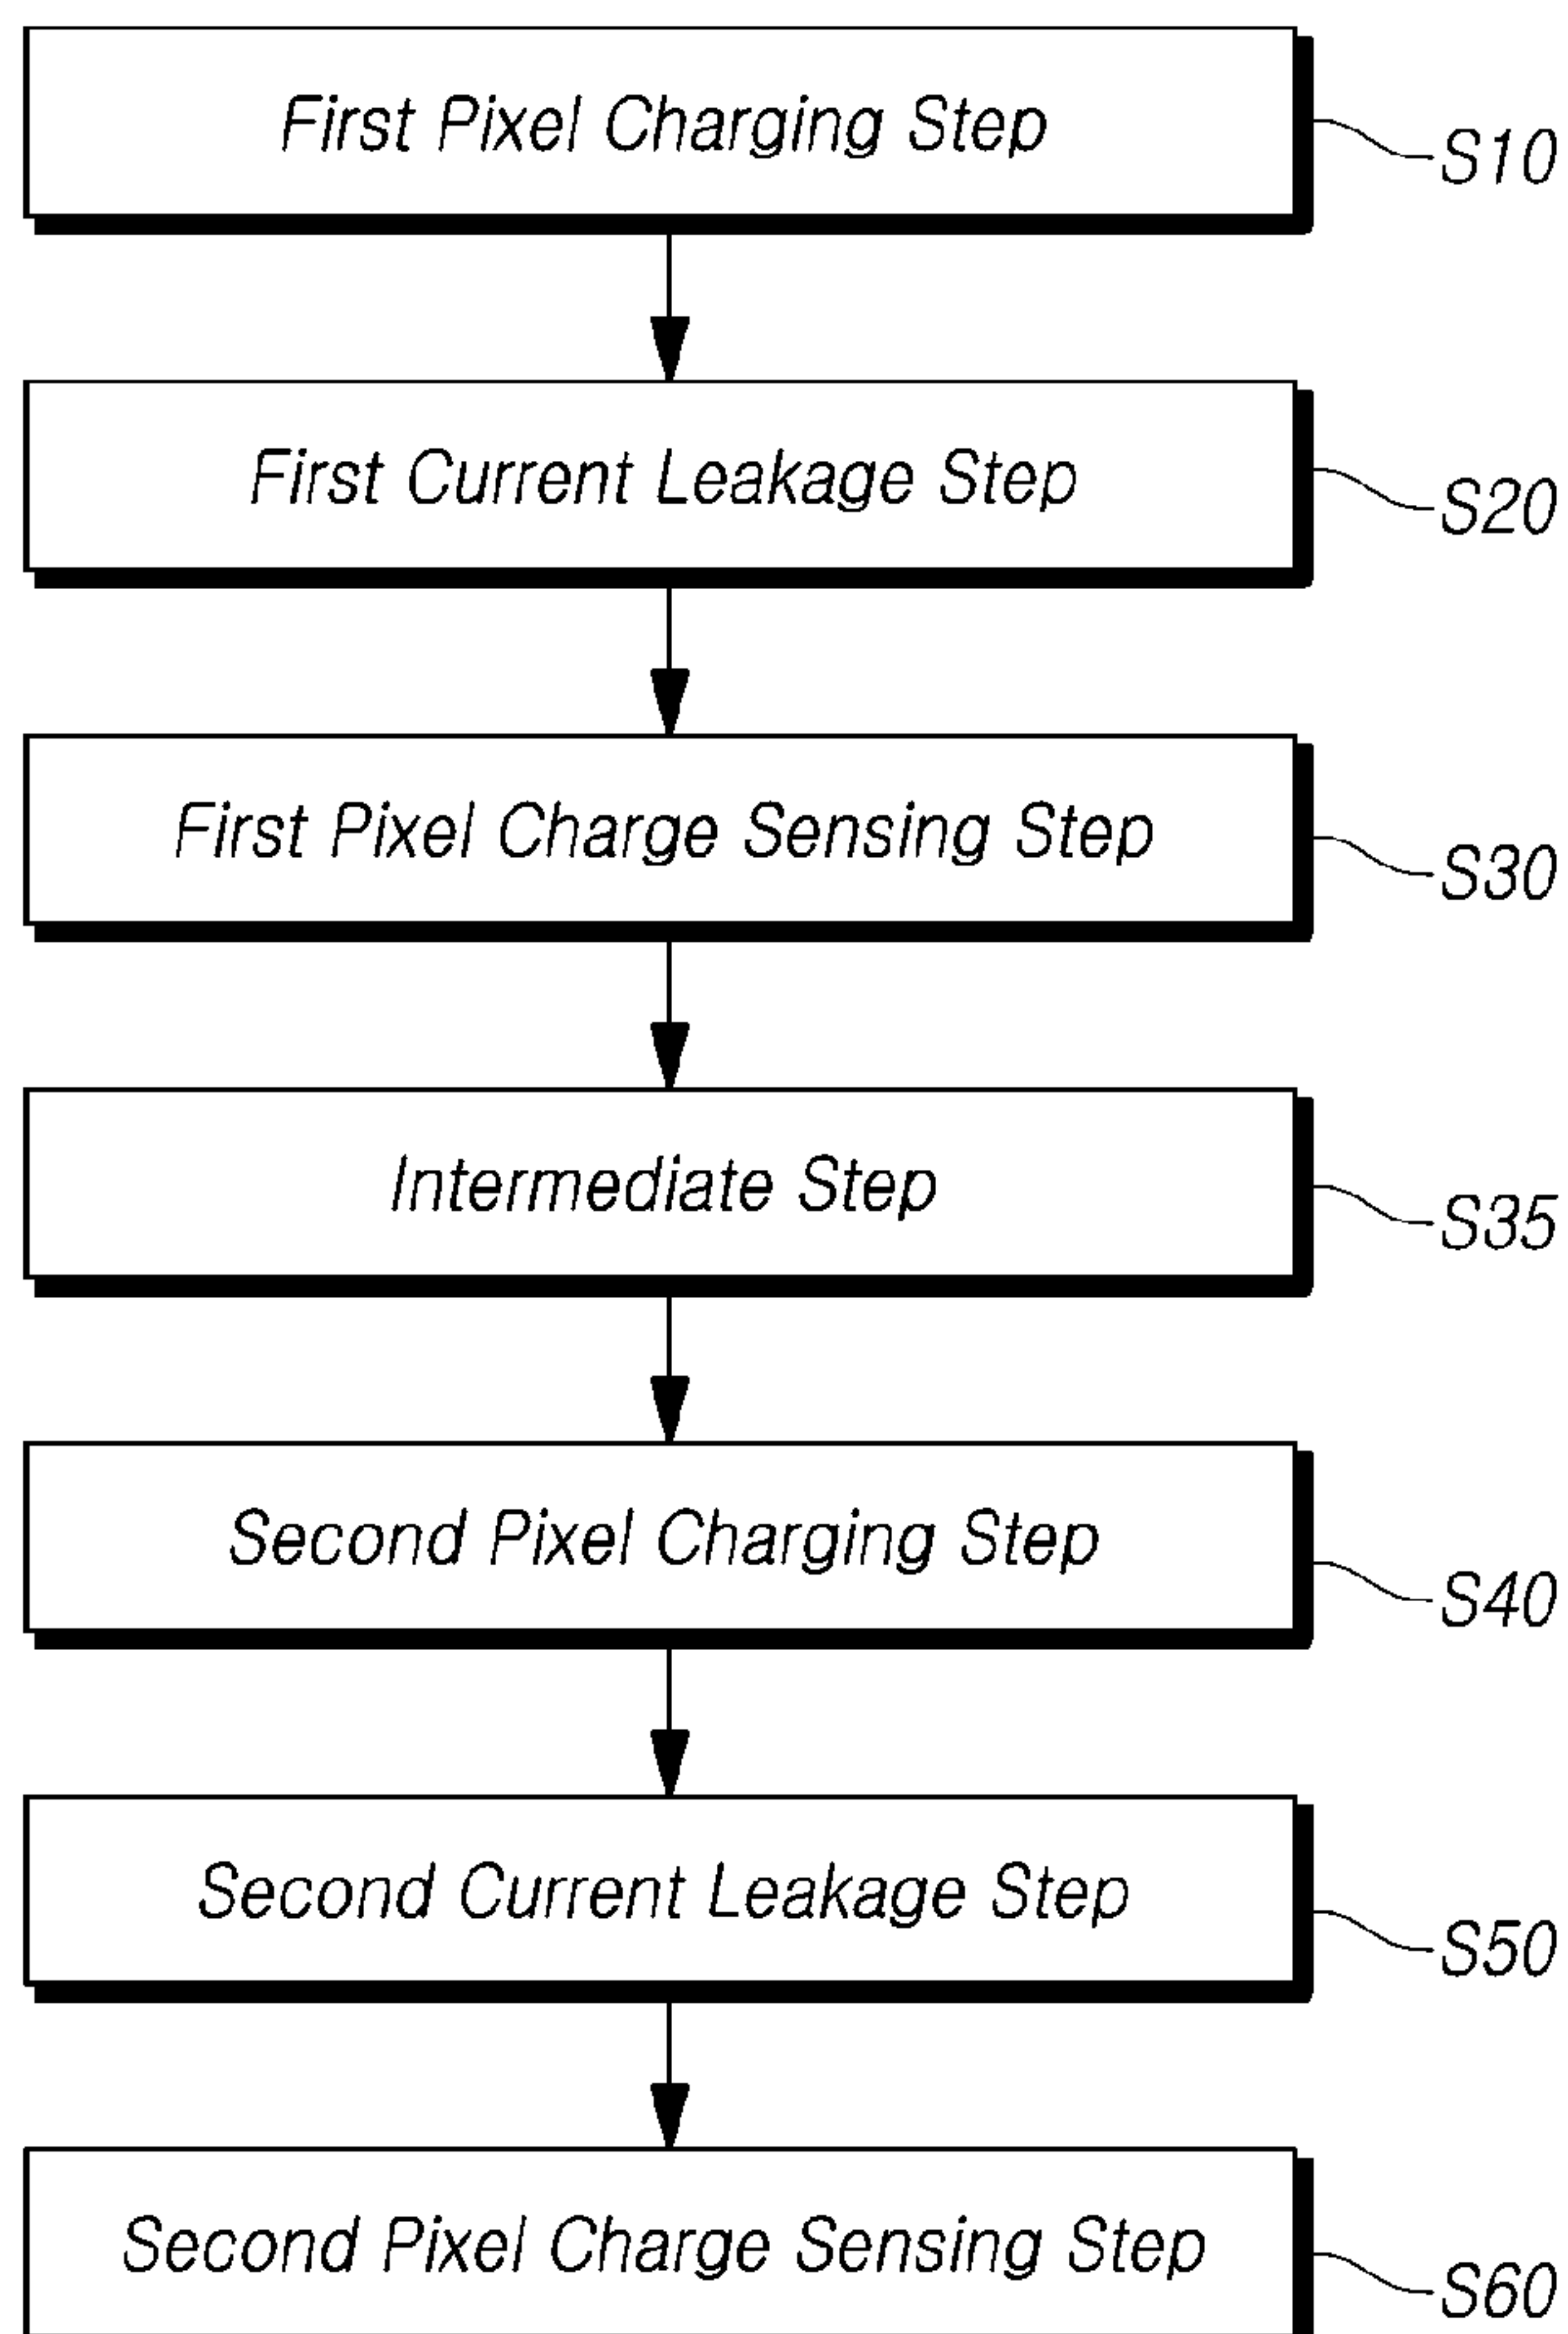 First Pixel Charging Step
S10
First Current Leakage Step
S20
First Pixel Charge Sensing Step
S30
Intermediate Step
S35
Second Pixel Charging Step
S40
Second Current Leakage Step
S50
Second Pixel Charge Sensing Step
S60